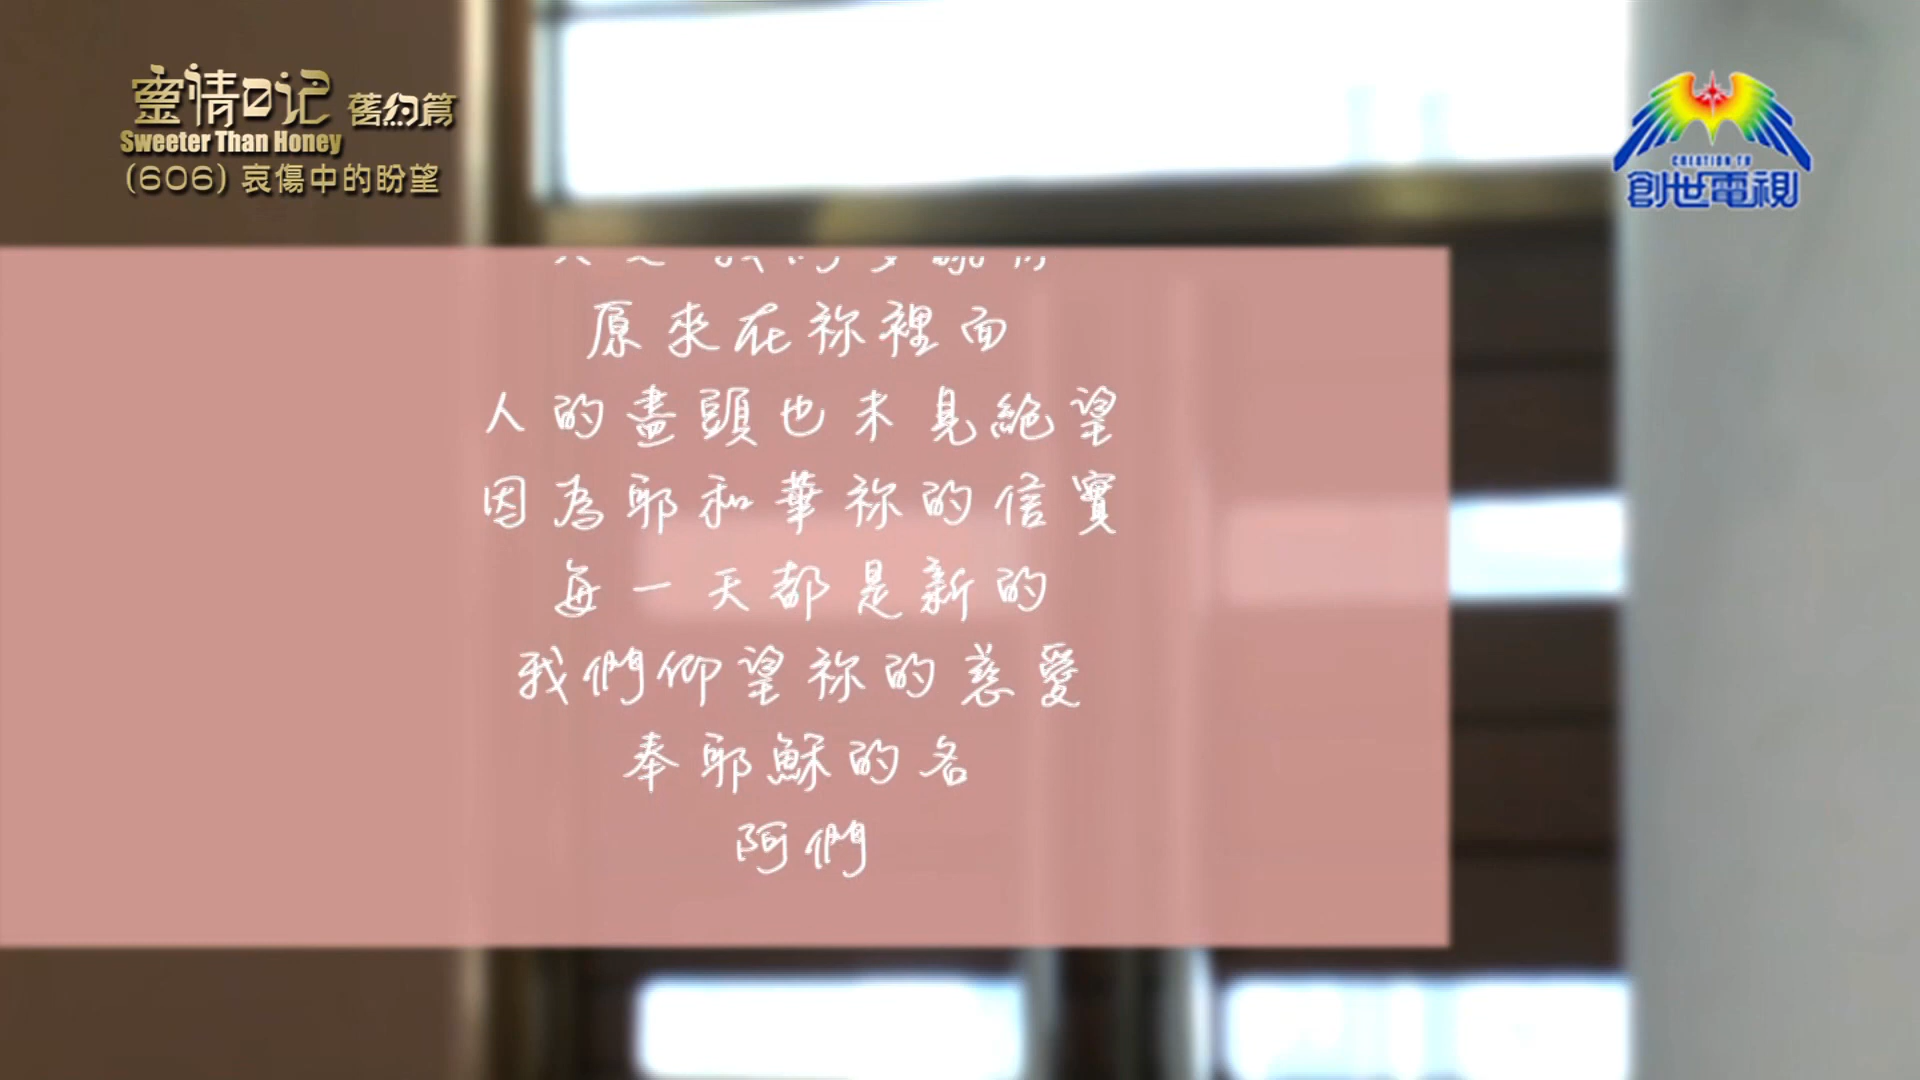 靈情日记 舊約篇
Sweeter Than Honey
(606) 哀傷中的盼望
CREATION TV
創世電視
原來在祢裡面
人的盡頭也未見絕望
因為耶和華祢的信實
每一天都是新的
我們仰望祢的慈愛
奉耶穌的名
阿們